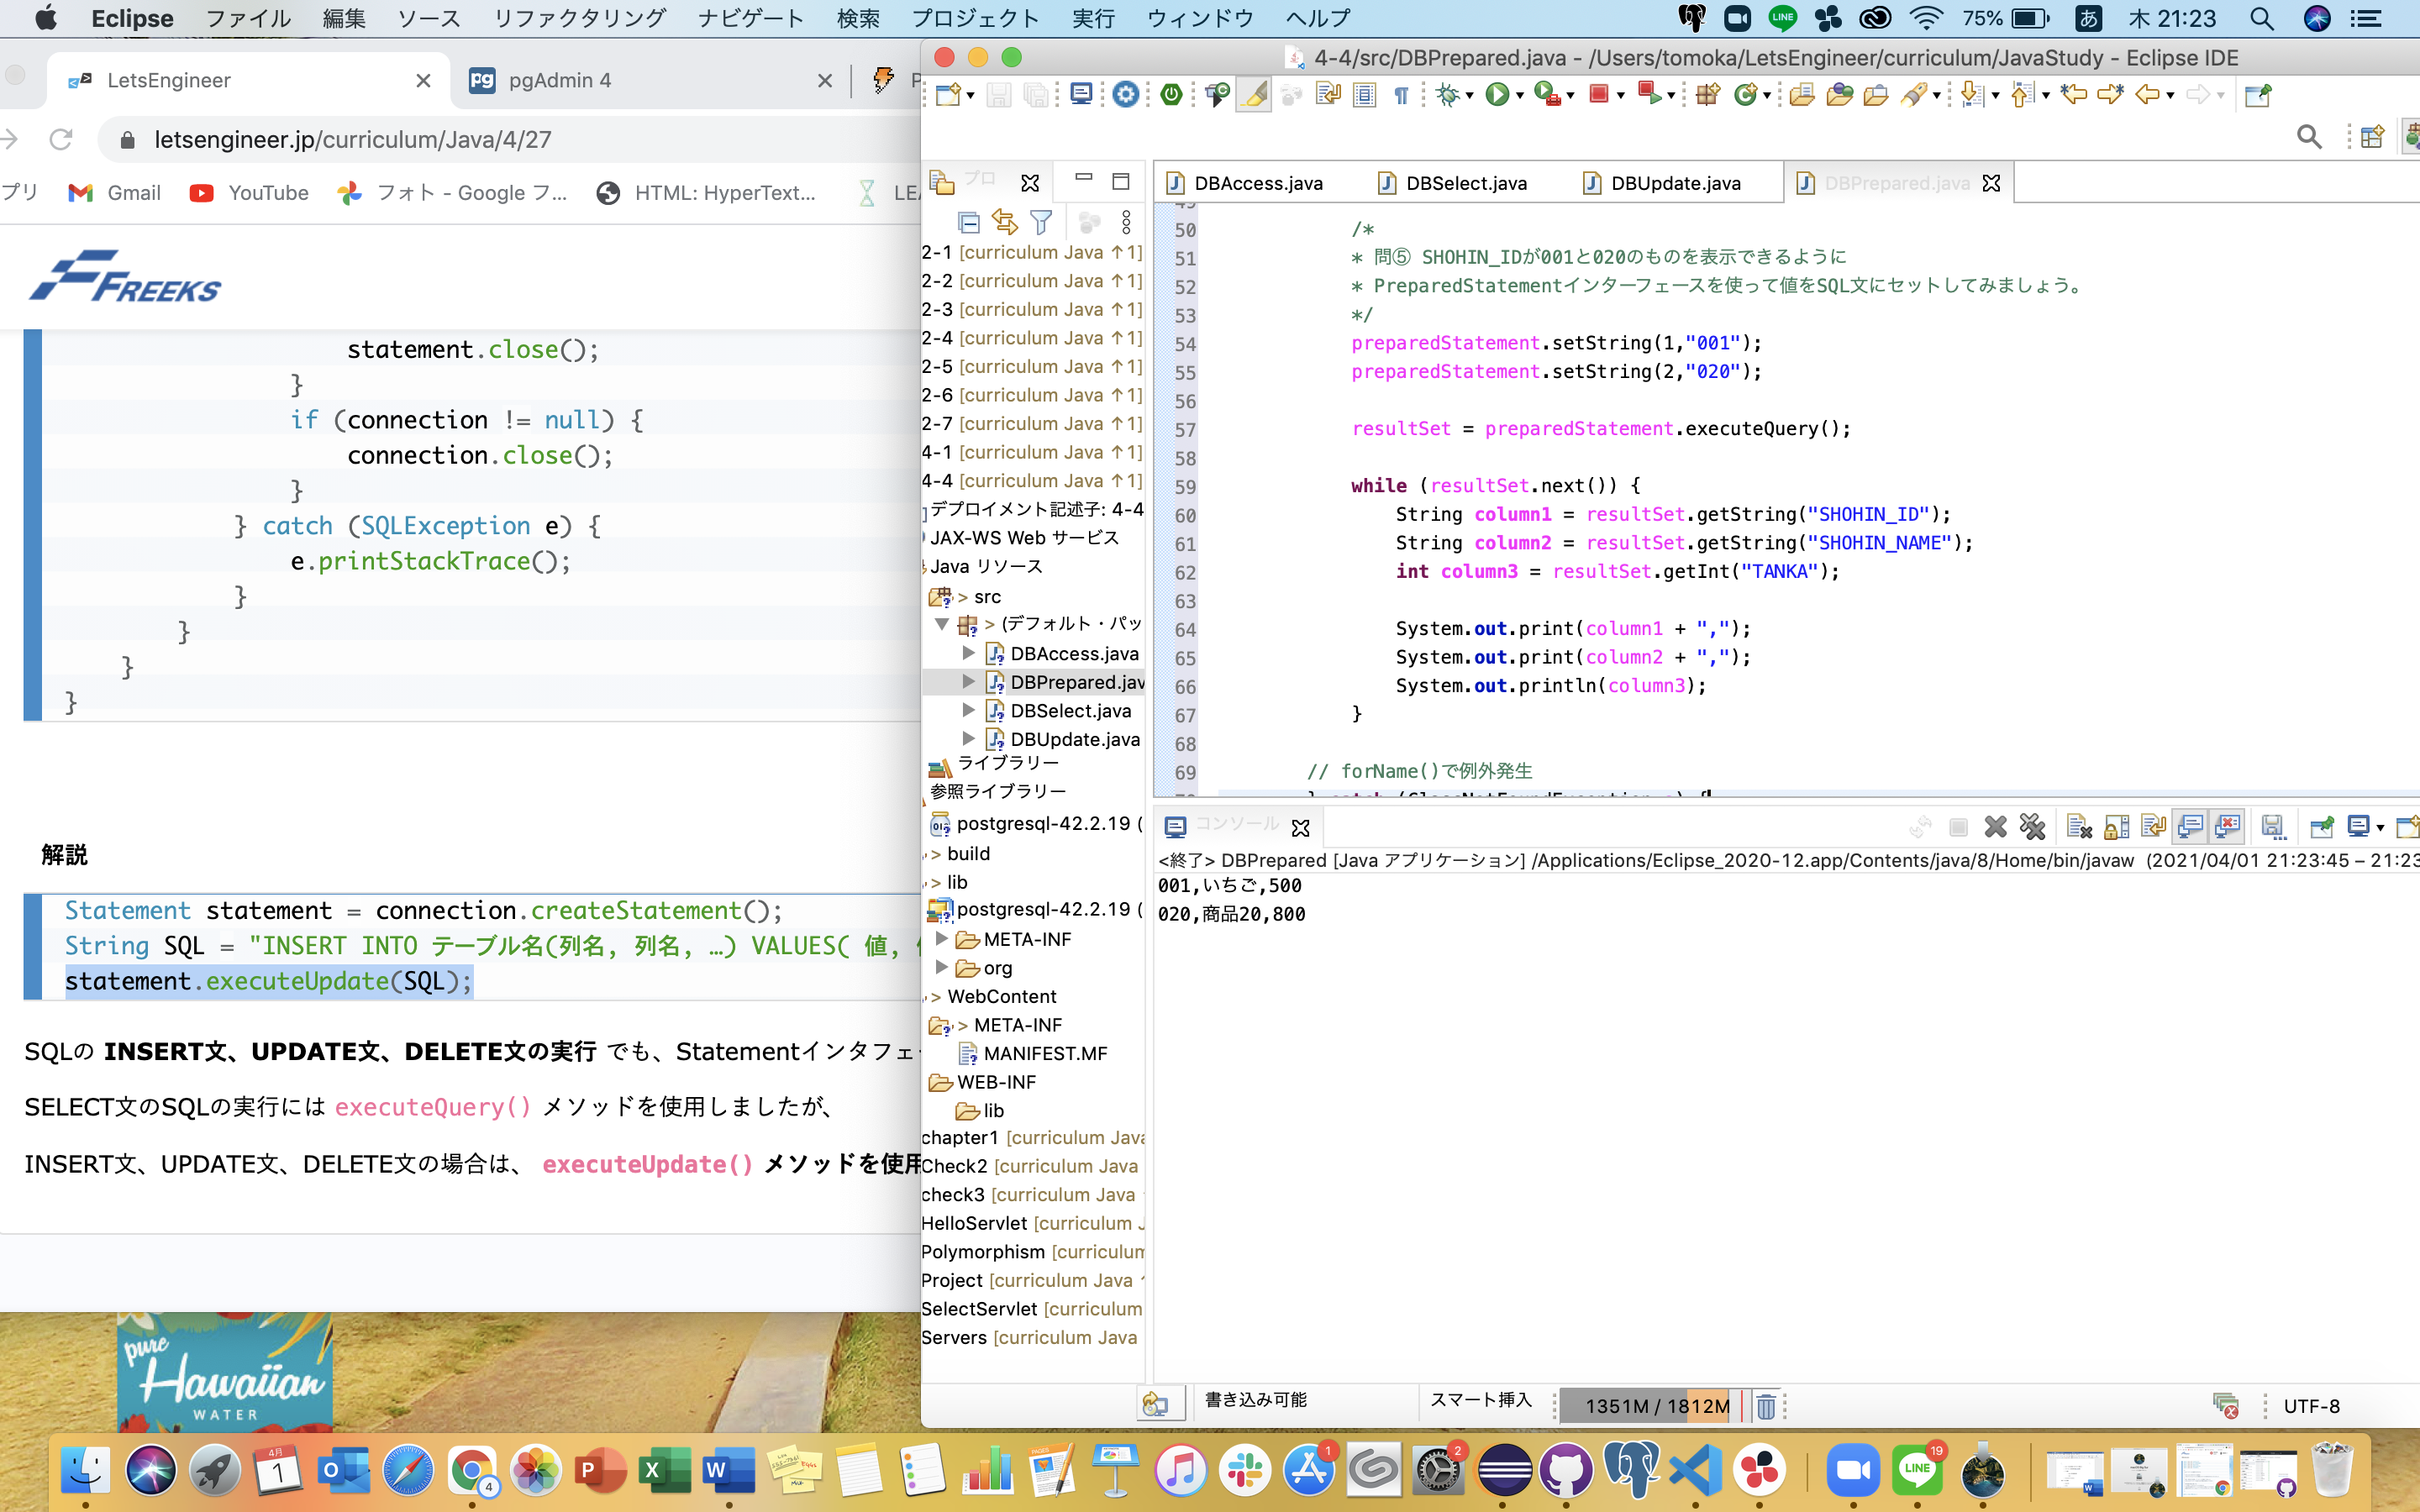 Eclipse ファイル 編集 ソース リファクタリング ナビゲート 検索 プロジェクト 実行 ウィンドウ ヘルプ
LINE 75% あ 木 21:23
LetsEngineer
pg pgAdmin 4
letsengineer.jp/curriculum/Java/4/27
プリ Gmail YouTube フォト - Google フ... HTML: HyperText...
FREEKS
statement.close();
}
if (connection != null) {
connection.close();
}
} catch (SQLException e) {
e.printStackTrace();
}
}
}
}
解説
Statement statement = connection.createStatement();
String SQL = "INSERT INTO テーブル名(列名, 列名, …) VALUES( 値,
statement.executeUpdate(SQL);
SQLの INSERT文、UPDATE文、DELETE文の実行 でも、Statementインタフェ
SELECT文のSQLの実行には executeQuery() メソッドを使用しましたが、
INSERT文、UPDATE文、DELETE文の場合は、 executeUpdate() メソッドを使用
pure
Hawaiian
WATER
4-4/src/DBPrepared.java - /Users/tomoka/LetsEngineer/curriculum/JavaStudy - Eclipse IDE
プロ
2-1 [curriculum Java ↑1]
2-2 [curriculum Java ↑1]
2-3 [curriculum Java ↑1]
2-4 [curriculum Java ↑1]
2-5 [curriculum Java ↑1]
2-6 [curriculum Java ↑1]
2-7 [curriculum Java ↑1]
4-1 [curriculum Java ↑1]
4-4 [curriculum Java ↑1]
デプロイメント記述子: 4-4
JAX-WS Web サービス
Java リソース
> src
> (デフォルト・パッ
DBAccess.java
DBPrepared.jav
DBSelect.java
DBUpdate.java
ライブラリー
参照ライブラリー
postgresql-42.2.19 (
> build
> lib
postgresql-42.2.19 (
META-INF
org
> WebContent
> META-INF
MANIFEST.MF
WEB-INF
lib
chapter1 [curriculum Java
Check2 [curriculum Java
check3 [curriculum Java
HelloServlet [curriculum J
Polymorphism [curriculum
Project [curriculum Java
SelectServlet [curriculum
Servers [curriculum Java
DBAccess.java DBSelect.java DBUpdate.java DBPrepared.java
49
50 /*
51 * 問⑤ SHOHIN_IDが001と020のものを表示できるように
52 * PreparedStatementインターフェースを使って値をSQL文にセットしてみましょう。
53 */
54 preparedStatement.setString(1,"001");
55 preparedStatement.setString(2,"020");
56
57 resultSet = preparedStatement.executeQuery();
58
59 while (resultSet.next()) {
60 String column1 = resultSet.getString("SHOHIN_ID");
61 String column2 = resultSet.getString("SHOHIN_NAME");
62 int column3 = resultSet.getInt("TANKA");
63
64 System.out.print(column1 + ",");
65 System.out.print(column2 + ",");
66 System.out.println(column3);
67 }
68
69 // forName()で例外発生
} catch (ClassNotFoundException e) {
コンソール
<終了> DBPrepared [Java アプリケーション] /Applications/Eclipse_2020-12.app/Contents/java/8/Home/bin/javaw (2021/04/01 21:23:45 – 21:23
001,いちご,500
020,商品20,800
書き込み可能 スマート挿入 1351M / 1812M UTF-8
4月
1
4
1
2
LINE
19